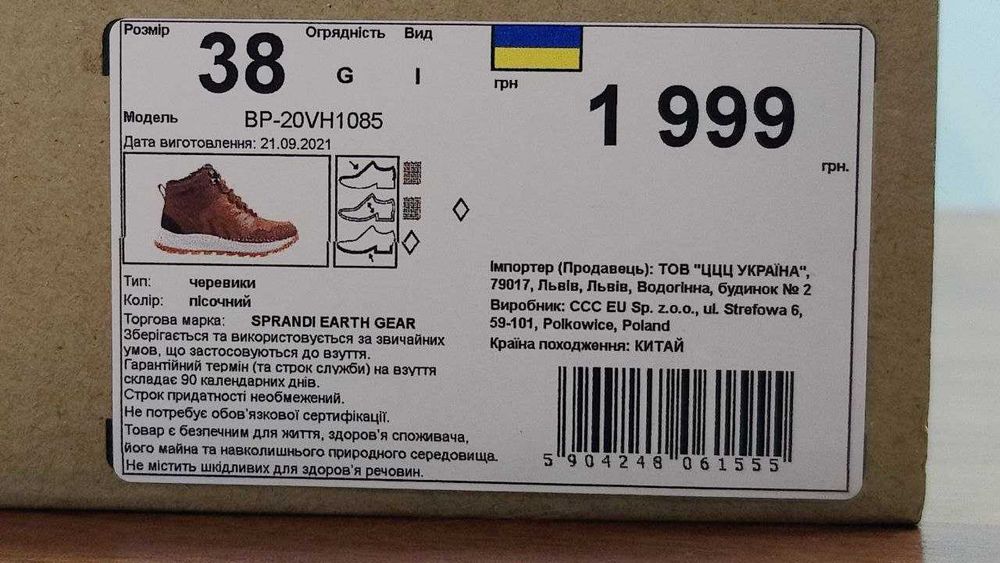 Розмір Огрядність Вид
38 G I
грн
1 999
грн.
Модель BP-20VH1085
Дата виготовлення: 21.09.2021
Тип: черевики
Колір: пісочний
Торгова марка: SPRANDI EARTH GEAR
Зберігається та використовується за звичайних
умов, що застосовуються до взуття.
Гарантійний термін (та строк служби) на взуття
складає 90 календарних днів.
Строк придатності необмежений.
Не потребує обов'язкової сертифікації.
Товар є безпечним для життя, здоров'я споживача,
його майна та навколишнього природного середовища.
Не містить шкідливих для здоров'я речовин.
Імпортер (Продавець): ТОВ "ЦЦЦ УКРАЇНА",
79017, Львів, Львів, Водогінна, будинок № 2
Виробник: CCC EU Sp. z.o.o., ul. Strefowa 6,
59-101, Polkowice, Poland
Країна походження: КИТАЙ
5 904248 061555